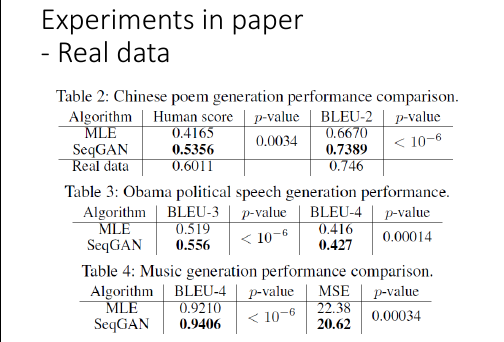 Experiments in paper
- Real data
Table 2: Chinese poem generation performance comparison.
Algorithm Human score p-value BLEU-2 p-value
MLE 0.4165 0.0034 0.6670 < 10⁻⁶
SeqGAN 0.5356 0.7389
Real data 0.6011 0.746
Table 3: Obama political speech generation performance.
Algorithm BLEU-3 p-value BLEU-4 p-value
MLE 0.519 < 10⁻⁶ 0.416 0.00014
SeqGAN 0.556 0.427
Table 4: Music generation performance comparison.
Algorithm BLEU-4 p-value MSE p-value
MLE 0.9210 < 10⁻⁶ 22.38 0.00034
SeqGAN 0.9406 20.62